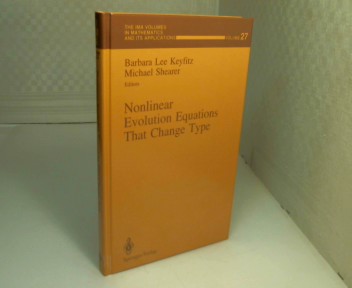 THE IMA VOLUMES
IN MATHEMATICS
AND ITS APPLICATIONS
VOLUME 27
Barbara Lee Keyfitz
Michael Shearer
Editors
Nonlinear
Evolution Equations
That Change Type
Springer-Verlag